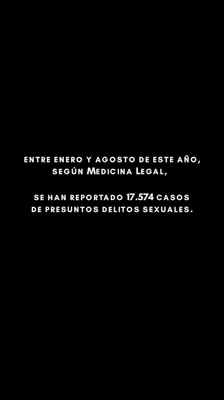 ENTRE ENERO Y AGOSTO DE ESTE AÑO,
SEGÚN MEDICINA LEGAL,
SE HAN REPORTADO 17.574 CASOS
DE PRESUNTOS DELITOS SEXUALES.